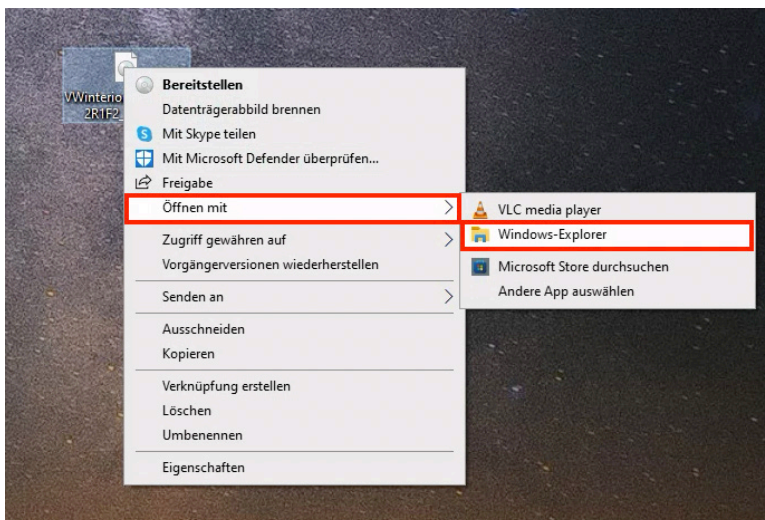 VWinterio
2R1F2_
Bereitstellen
Datenträgerabbild brennen
Mit Skype teilen
Mit Microsoft Defender überprüfen...
Freigabe
Öffnen mit
Zugriff gewähren auf
Vorgängerversionen wiederherstellen
Senden an
Ausschneiden
Kopieren
Verknüpfung erstellen
Löschen
Umbenennen
Eigenschaften
VLC media player
Windows-Explorer
Microsoft Store durchsuchen
Andere App auswählen